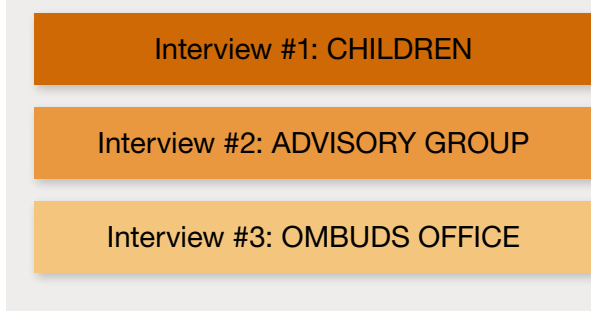 Interview #1: CHILDREN
Interview #2: ADVISORY GROUP
Interview #3: OMBUDS OFFICE